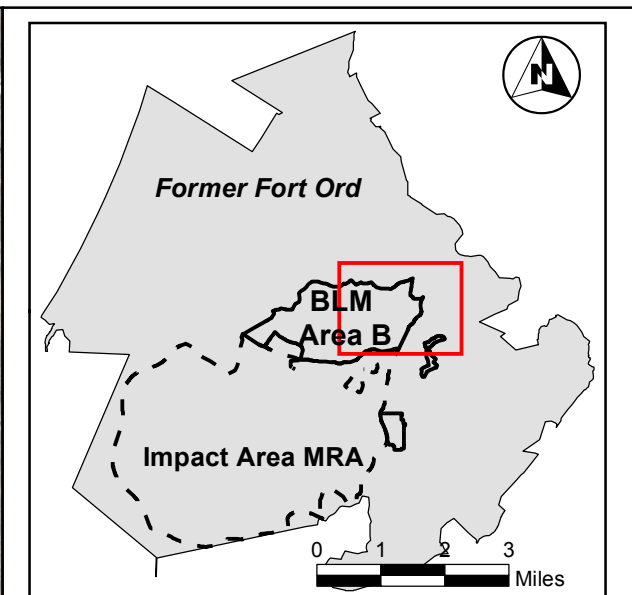 N
Former Fort Ord
BLM
Area B
Impact Area MRA
0 1 2 3
Miles